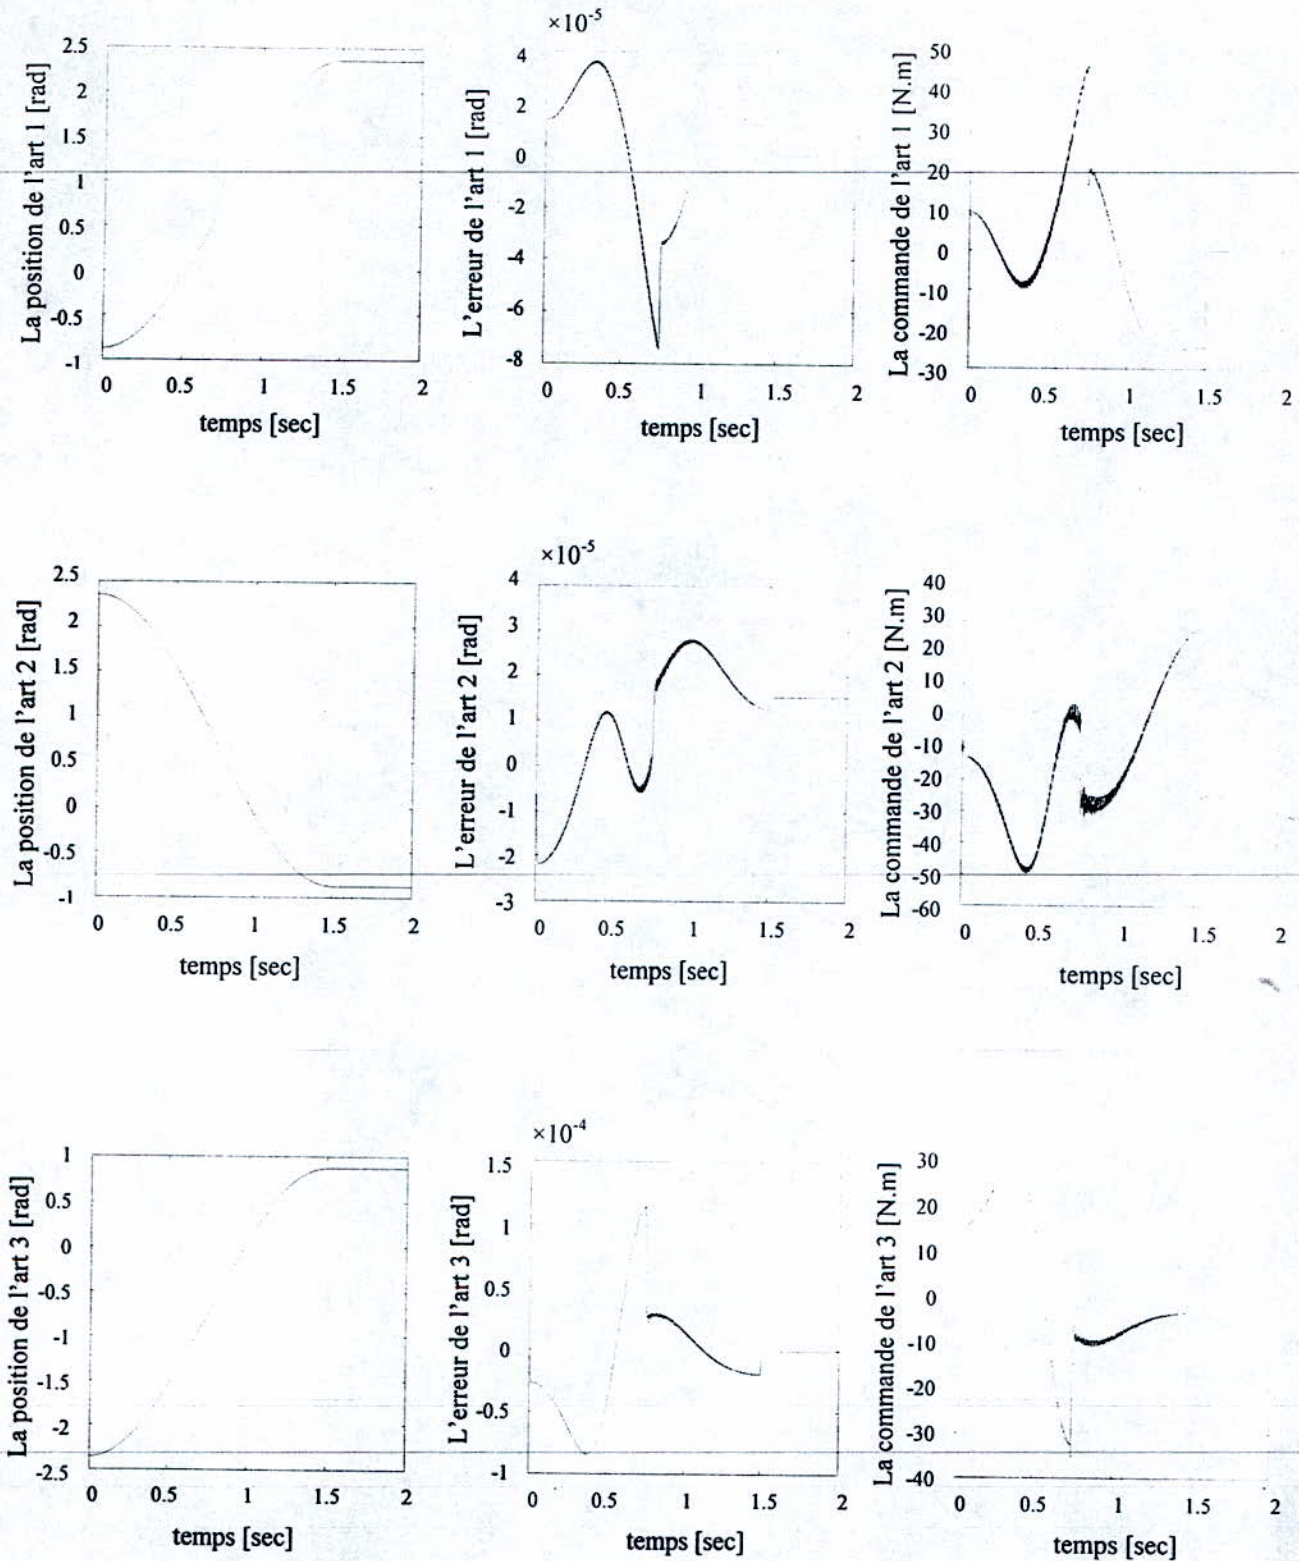 La position de l'art 1 [rad]
2.5
2
1.5
1
0.5
0
-0.5
-1
0 0.5 1 1.5 2
temps [sec]
×10-5
L'erreur de l'art 1 [rad]
4
2
0
-2
-4
-6
-8
0 0.5 1 2
temps [sec]
La commande de l'art 1 [N.m]
50
40
30
20
10
0
-10
-20
-30
0 0.5 1 1.5 2
temps [sec]
La position de l'art 2 [rad]
2.5
2
1.5
1
0.5
0
-0.5
-1
0 0.5 1 1.5 2
temps [sec]
×10-5
L'erreur de l'art 2 [rad]
4
3
2
1
0
-1
-2
-3
0 0.5 1 1.5 2
temps [sec]
La commande de l'art 2 [N.m]
40
30
20
10
0
-10
-20
-30
-40
-50
-60
0 0.5 1 1.5 2
temps [sec]
La position de l'art 3 [rad]
1
0.5
0
-0.5
-1
-1.5
-2
-2.5
0 0.5 1 1.5 2
temps [sec]
×10-4
L'erreur de l'art 3 [rad]
1.5
1
0.5
0
-0.5
-1
0 0.5 1 1.5 2
temps [sec]
La commande de l'art 3 [N.m]
30
20
10
0
-10
-20
-30
-40
0 0.5 1 1.5 2
temps [sec]